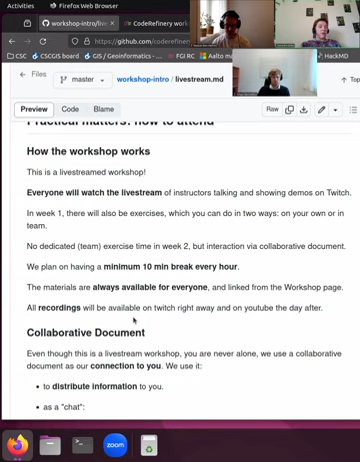 Activities Firefox Web Browser
workshop-intro/live
CodeRefinery work
https://github.com/coderefinery
CSC CSCGIS board GIS / Geoinformatics - ... FGI RC Aalto ma HackMD
Files
master workshop-intro / livestream.md Top
Preview Code Blame Raw
Practical matters: how to attend
How the workshop works
This is a livestreamed workshop!
Everyone will watch the livestream of instructors talking and showing demos on Twitch.
In week 1, there will also be exercises, which you can do in two ways: on your own or in
team.
No dedicated (team) exercise time in week 2, but interaction via collaborative document.
We plan on having a minimum 10 min break every hour.
The materials are always available for everyone, and linked from the Workshop page.
All recordings will be available on twitch right away and on youtube the day after.
Collaborative Document
Even though this is a livestream workshop, you are never alone, we use a collaborative
document as our connection to you. We use it:
• to distribute information to you.
• as a "chat":
zoom